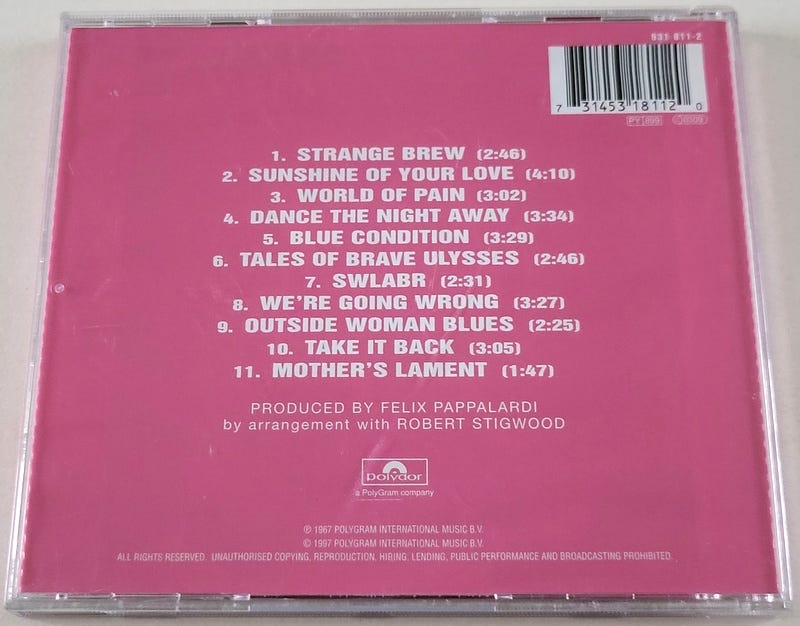 531 811-2
7 31453 18112 0
PY 899
1. STRANGE BREW (2:46)
2. SUNSHINE OF YOUR LOVE (4:10)
3. WORLD OF PAIN (3:02)
4. DANCE THE NIGHT AWAY (3:34)
5. BLUE CONDITION (3:29)
6. TALES OF BRAVE ULYSSES (2:46)
7. SWLABR (2:31)
8. WE'RE GOING WRONG (3:27)
9. OUTSIDE WOMAN BLUES (2:25)
10. TAKE IT BACK (3:05)
11. MOTHER'S LAMENT (1:47)
PRODUCED BY FELIX PAPPALARDI
by arrangement with ROBERT STIGWOOD
polydor
a PolyGram company
℗ 1967 POLYGRAM INTERNATIONAL MUSIC B.V.
© 1997 POLYGRAM INTERNATIONAL MUSIC B.V.
ALL RIGHTS RESERVED. UNAUTHORISED COPYING, REPRODUCTION, HIRING, LENDING, PUBLIC PERFORMANCE AND BROADCASTING PROHIBITED.